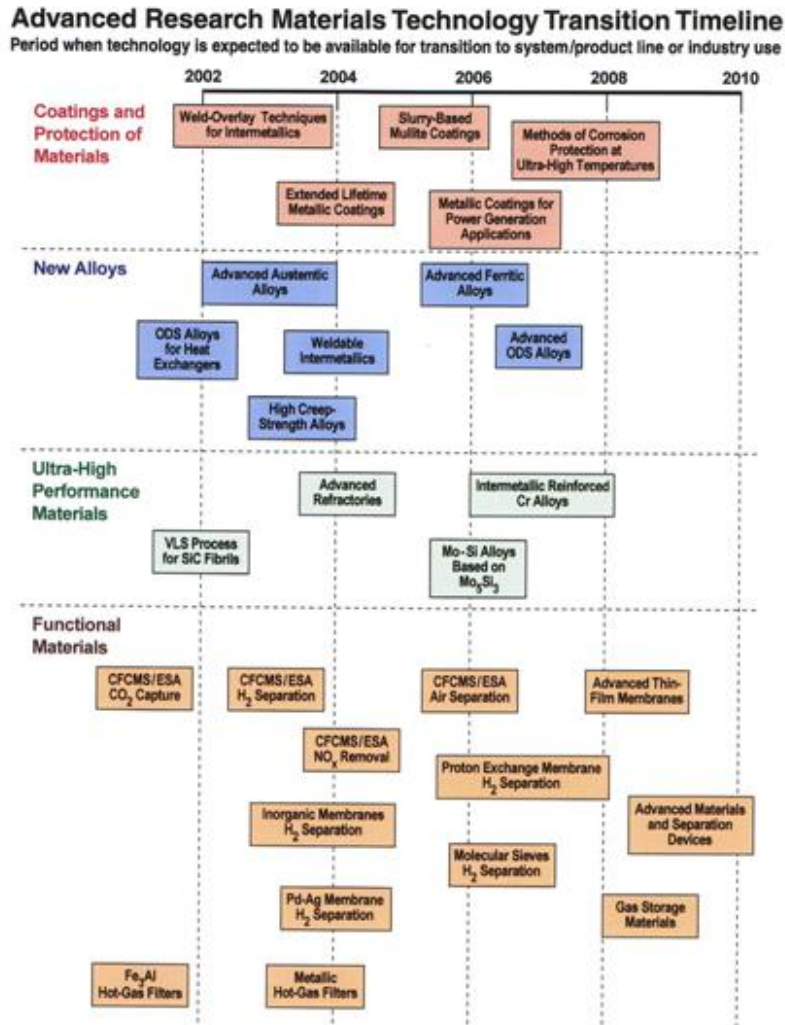 Advanced Research Materials Technology Transition Timeline
Period when technology is expected to be available for transition to system/product line or industry use
2002 2004 2006 2008 2010
Coatings and
Protection of
Materials
Weld-Overlay Techniques
for Intermetallics
Slurry-Based
Mullite Coatings
Methods of Corrosion
Protection at
Ultra-High Temperatures
Extended Lifetime
Metallic Coatings
Metallic Coatings for
Power Generation
Applications
New Alloys
Advanced Austemtic
Alloys
Advanced Ferritic
Alloys
ODS Alloys
for Heat
Exchangers
Weldable
Intermetallics
Advanced
ODS Alloys
High Creep-
Strength Alloys
Ultra-High
Performance
Materials
Advanced
Refractories
Intermetallic Reinforced
Cr Alloys
VLS Process
for SiC Fibrils
Mo-Si Alloys
Based on
Mo5Si3
Functional
Materials
CFCMS/ESA
CO2 Capture
CFCMS/ESA
H2 Separation
CFCMS/ESA
Air Separation
Advanced Thin-
Film Membranes
CFCMS/ESA
NOx Removal
Proton Exchange Membrane
H2 Separation
Inorganic Membranes
H2 Separation
Advanced Materials
and Separation
Devices
Molecular Sieves
H2 Separation
Pd-Ag Membrane
H2 Separation
Gas Storage
Materials
Fe3Al
Hot-Gas Filters
Metallic
Hot-Gas Filters